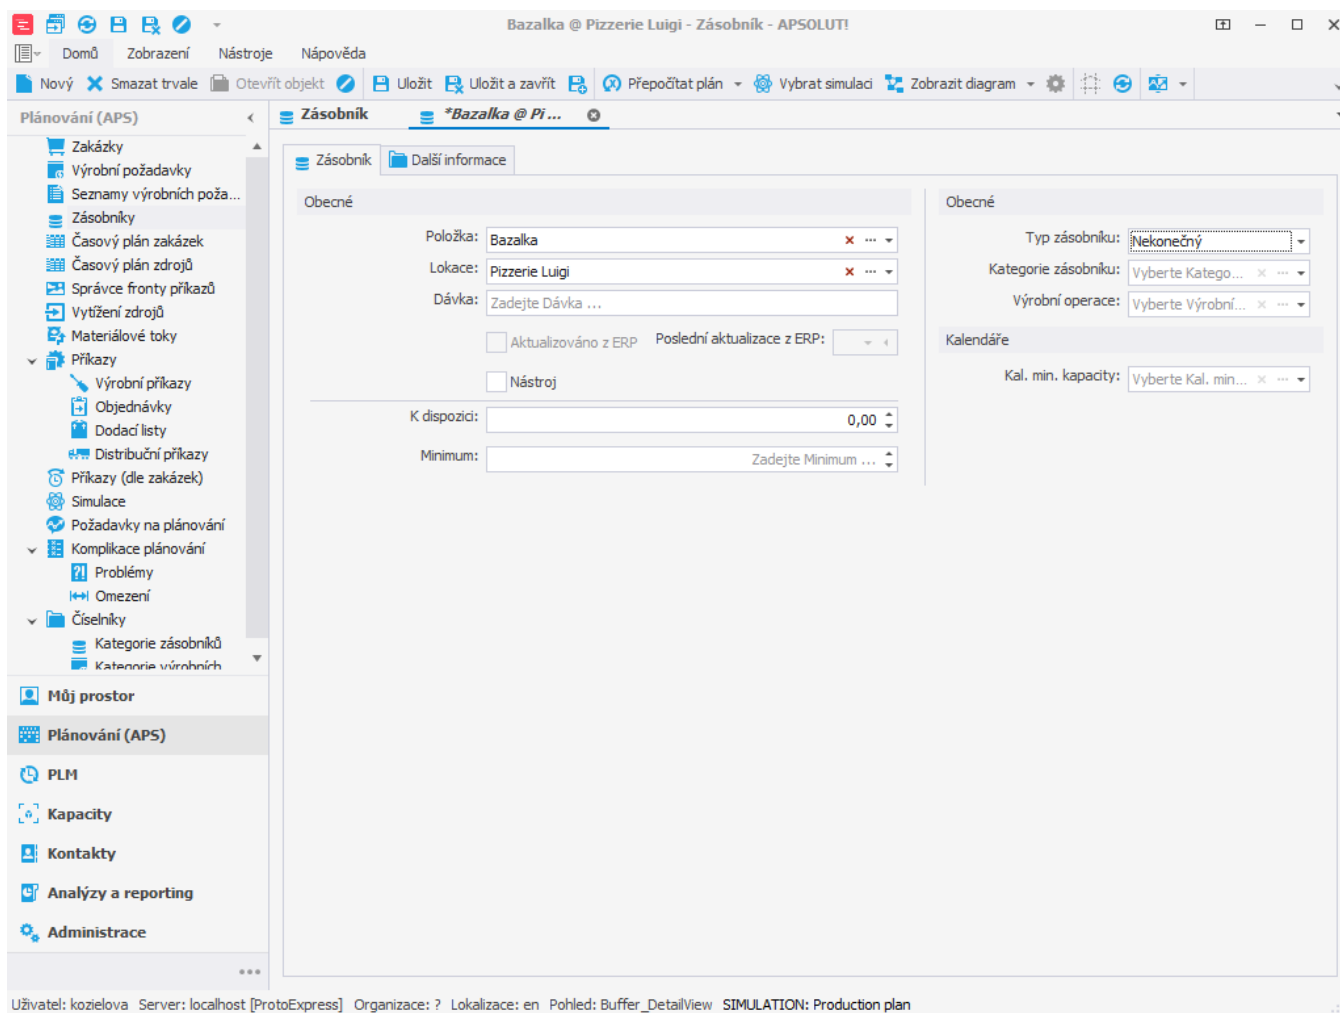 Bazalka @ Pizzerie Luigi - Zásobník - APSOLUT!
Domů Zobrazení Nástroje Nápověda
Nový Smazat trvale Otevřít objekt Uložit Uložit a zavřít Přepočítat plán Vybrat simulaci Zobrazit diagram
Plánování (APS)
Zakázky
Výrobní požadavky
Seznamy výrobních poža...
Zásobníky
Časový plán zakázek
Časový plán zdrojů
Správce fronty příkazů
Vytížení zdrojů
Materiálové toky
Příkazy
Výrobní příkazy
Objednávky
Dodací listy
Distribuční příkazy
Příkazy (dle zakázek)
Simulace
Požadavky na plánování
Komplikace plánování
Problémy
Omezení
Číselníky
Kategorie zásobníků
Kategorie výrobních
Můj prostor
Plánování (APS)
PLM
Kapacity
Kontakty
Analýzy a reporting
Administrace
Zásobník *Bazalka @ Pi...
Zásobník Další informace
Obecné
Položka: Bazalka
Lokace: Pizzerie Luigi
Dávka: Zadejte Dávka ...
Aktualizováno z ERP Poslední aktualizace z ERP:
Nástroj
K dispozici: 0,00
Minimum: Zadejte Minimum ...
Obecné
Typ zásobníku: Nekonečný
Kategorie zásobníku: Vyberte Katego...
Výrobní operace: Vyberte Výrobní...
Kalendáře
Kal. min. kapacity: Vyberte Kal. min...
Uživatel: kozielova Server: localhost [ProtoExpress] Organizace: ? Lokalizace: en Pohled: Buffer_DetailView SIMULATION: Production plan